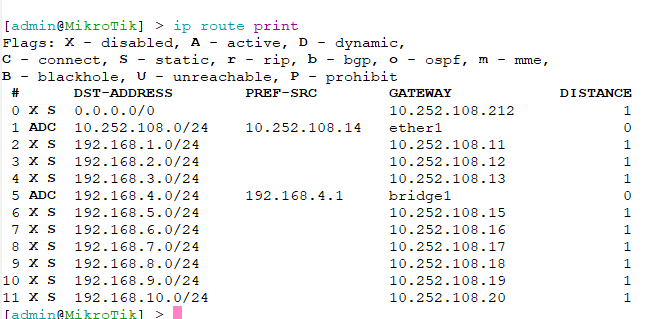 [admin@MikroTik] > ip route print
Flags: X - disabled, A - active, D - dynamic,
C - connect, S - static, r - rip, b - bgp, o - ospf, m - mme,
B - blackhole, U - unreachable, P - prohibit
# DST-ADDRESS PREF-SRC GATEWAY DISTANCE
0 X S 0.0.0.0/0 10.252.108.212 1
1 ADC 10.252.108.0/24 10.252.108.14 ether1 0
2 X S 192.168.1.0/24 10.252.108.11 1
3 X S 192.168.2.0/24 10.252.108.12 1
4 X S 192.168.3.0/24 10.252.108.13 1
5 ADC 192.168.4.0/24 192.168.4.1 bridge1 0
6 X S 192.168.5.0/24 10.252.108.15 1
7 X S 192.168.6.0/24 10.252.108.16 1
8 X S 192.168.7.0/24 10.252.108.17 1
9 X S 192.168.8.0/24 10.252.108.18 1
10 X S 192.168.9.0/24 10.252.108.19 1
11 X S 192.168.10.0/24 10.252.108.20 1
[admin@MikroTik] >